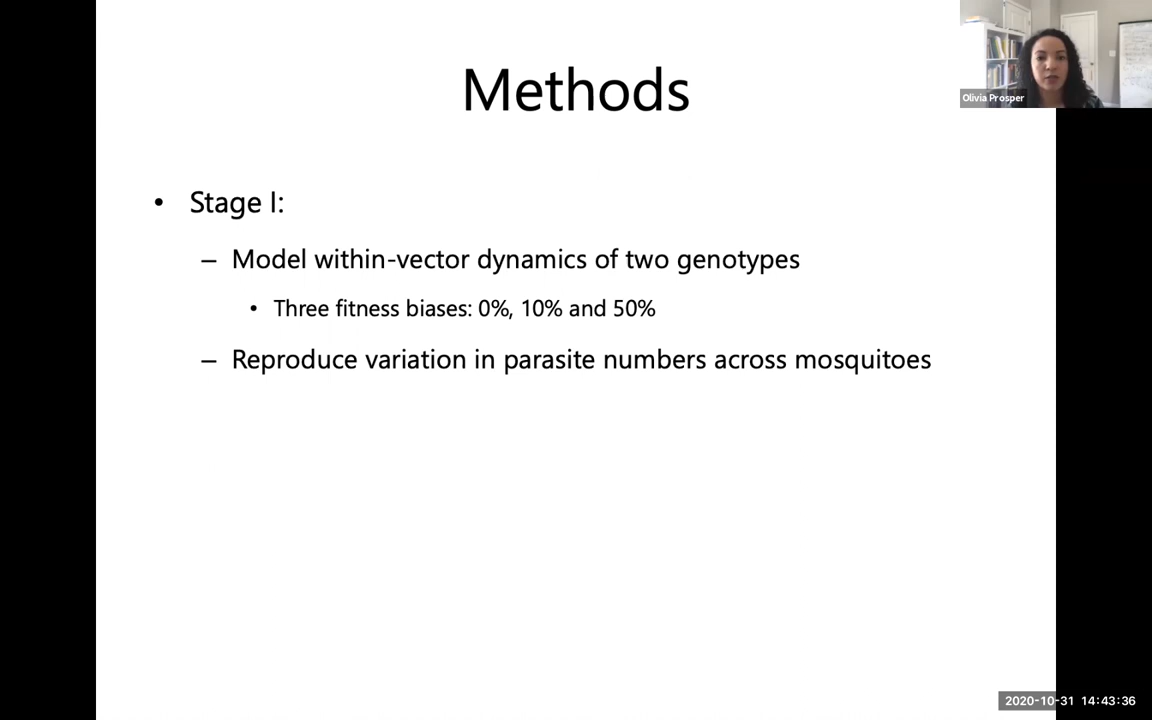 Methods
Olivia Prosper
• Stage I:
– Model within-vector dynamics of two genotypes
• Three fitness biases: 0%, 10% and 50%
– Reproduce variation in parasite numbers across mosquitoes
2020-10-31 14:43:36